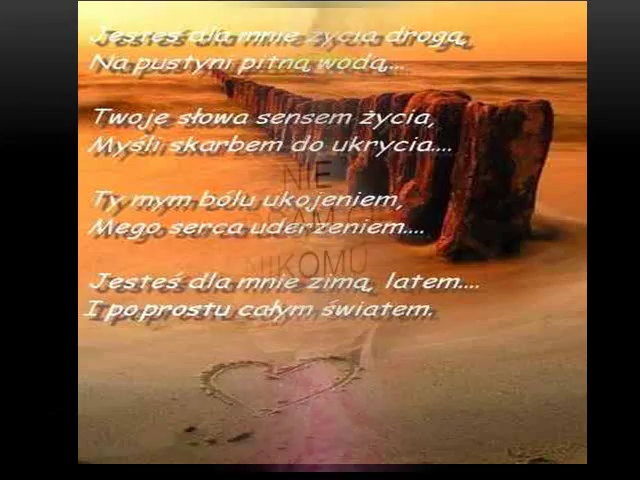 Jesteś dla mnie życia drogą,
Na pustyni pitną wodą...
Twoje słowa sensem życia,
Myśli skarbem do ukrycia....
Ty mym bólu ukojeniem,
Mego serca uderzeniem....
Jesteś dla mnie zimą, latem....
I po prostu całym światem.
NIE
NIKOMU